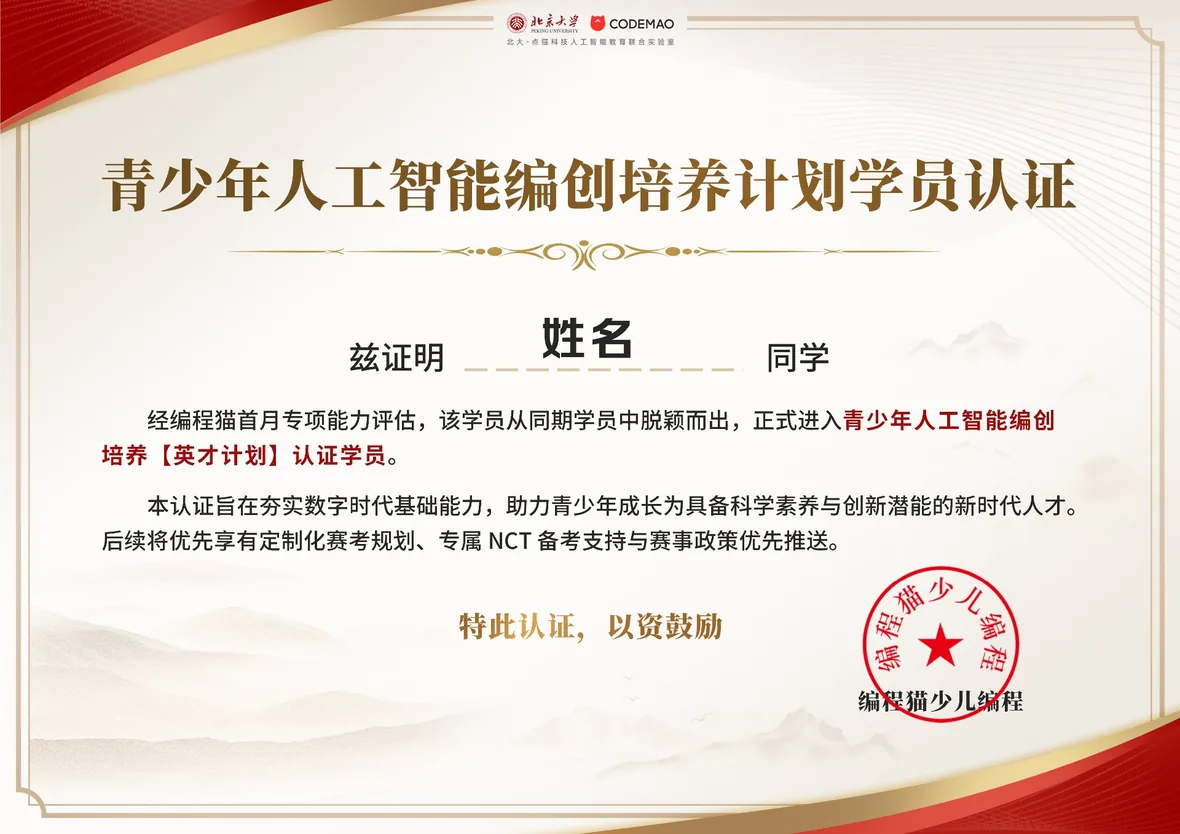 北京大学 CODEMAO
PEKING UNIVERSITY
北大-点猫科技人工智能教育联合实验室
青少年人工智能编创培养计划学员认证
兹证明 姓名 同学
经编程猫首月专项能力评估，该学员从同期学员中脱颖而出，正式进入青少年人工智能编创
培养【英才计划】认证学员。
本认证旨在夯实数字时代基础能力，助力青少年成长为具备科学素养与创新潜能的新时代人才。
后续将优先享有定制化赛考规划、专属 NCT 备考支持与赛事政策优先推送。
特此认证，以资鼓励
编程猫少儿编程
编程猫少儿编程